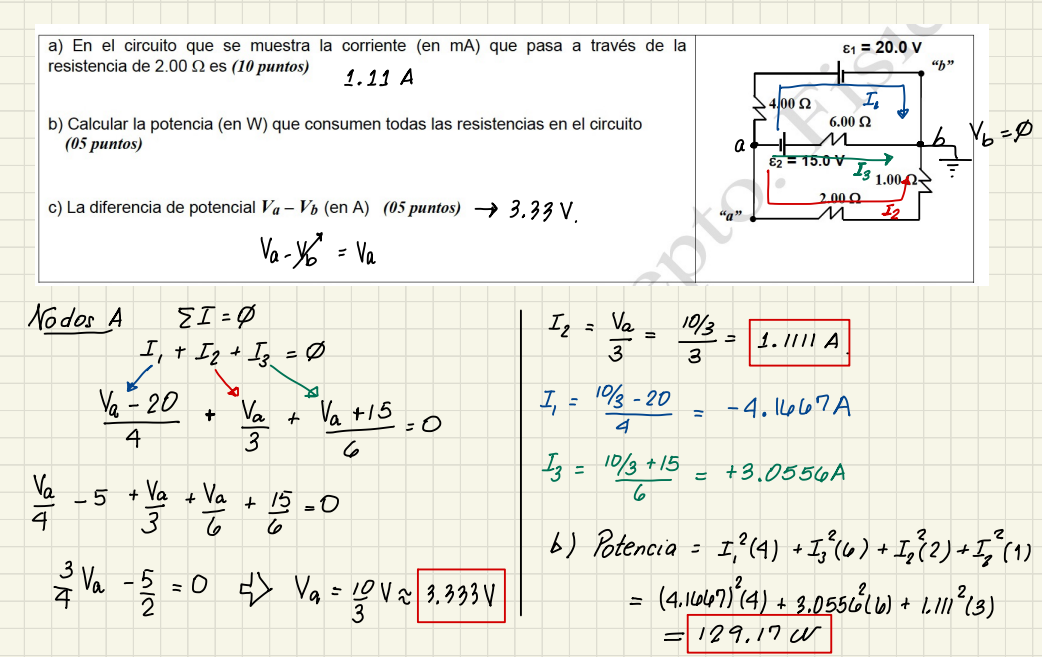 a) En el circuito que se muestra la corriente (en mA) que pasa a través de la
resistencia de 2.00 Ω es (10 puntos)
1.11 A
b) Calcular la potencia (en W) que consumen todas las resistencias en el circuito
(05 puntos)
c) La diferencia de potencial Va – Vb (en A) (05 puntos) → 3.33 V.
Va - Vb = Va
ε1 = 20.0 V
“b”
4.00 Ω
I1
6.00 Ω
a
b
Vb = Ø
ε2 = 15.0 V
I3
1.00 Ω
2.00 Ω
“a”
I2
Depto. Físic
Nodos A ΣI = Ø
I1 + I2 + I3 = Ø
(Va - 20)/4 + Va/3 + (Va + 15)/6 = 0
Va/4 - 5 + Va/3 + Va/6 + 15/6 = 0
3/4 Va - 5/2 = 0 ⇒ Va = 10/3 V ≈ 3.333 V
I2 = Va/3 = (10/3)/3 = 1.1111 A
I1 = (10/3 - 20)/4 = -4.1667 A
I3 = (10/3 + 15)/6 = +3.0556 A
b) Potencia = I1²(4) + I3²(6) + I2²(2) + I2²(1)
= (4.1667)²(4) + 3.0556²(6) + 1.111²(3)
= 129.17 W